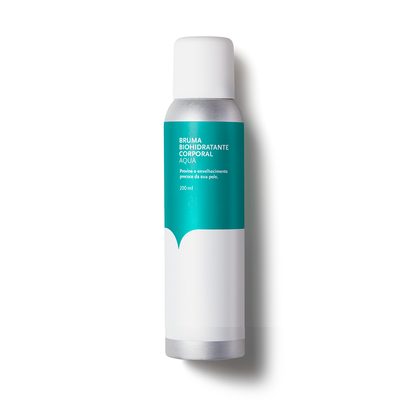 BRUMA
BIOHIDRATANTE
CORPORAL
AQUA
Previne o envelhecimento
precoce da sua pele.
200 ml